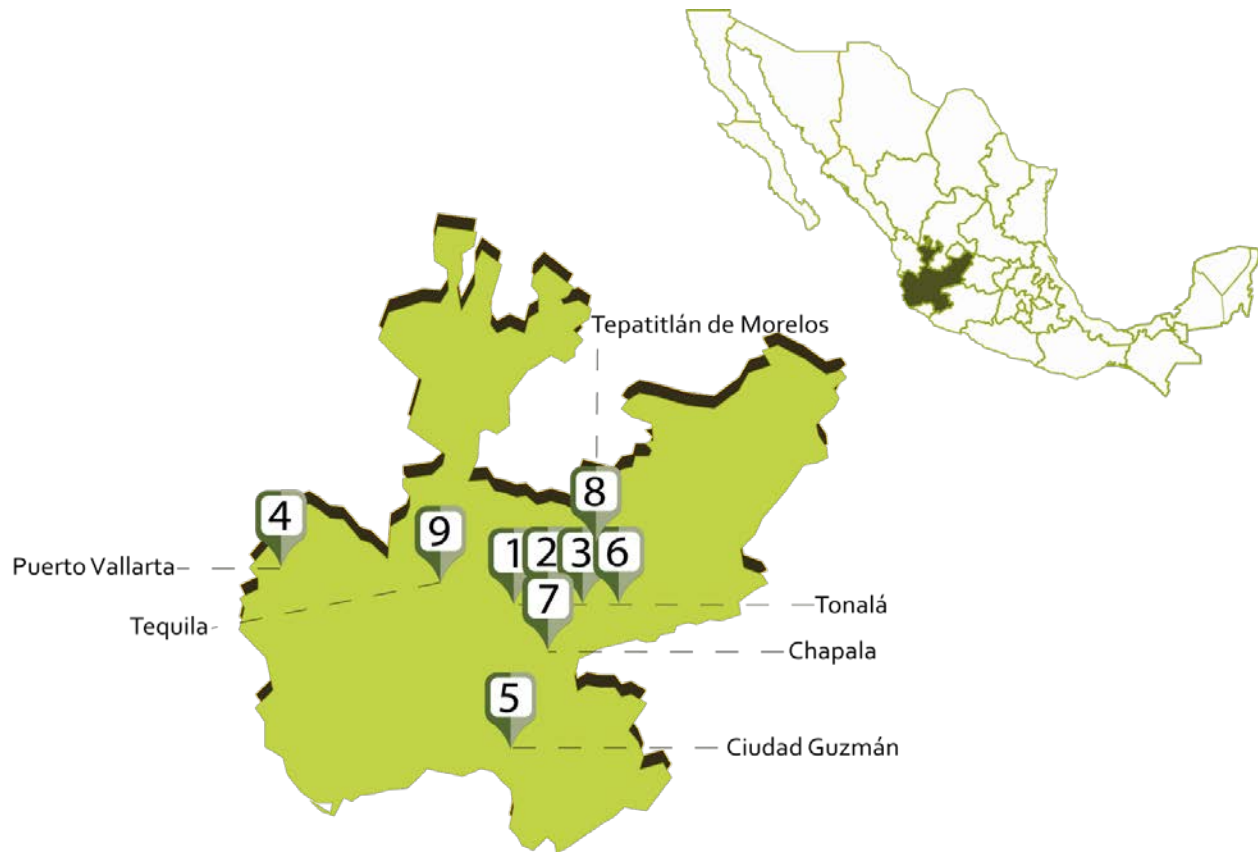 Tepatitlán de Morelos
8
4
9
1
2
3
6
Puerto Vallarta
7
Tonalá
Tequila
Chapala
5
Ciudad Guzmán